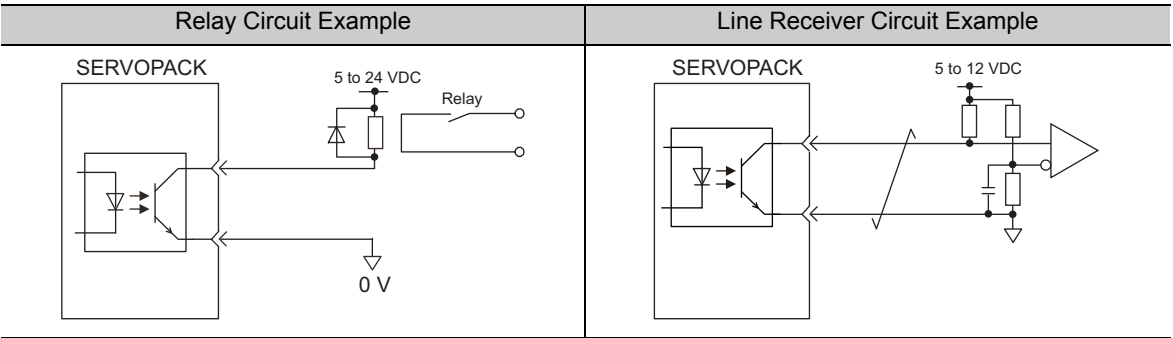 Relay Circuit Example
Line Receiver Circuit Example
SERVOPACK
5 to 24 VDC
Relay
0 V
SERVOPACK
5 to 12 VDC